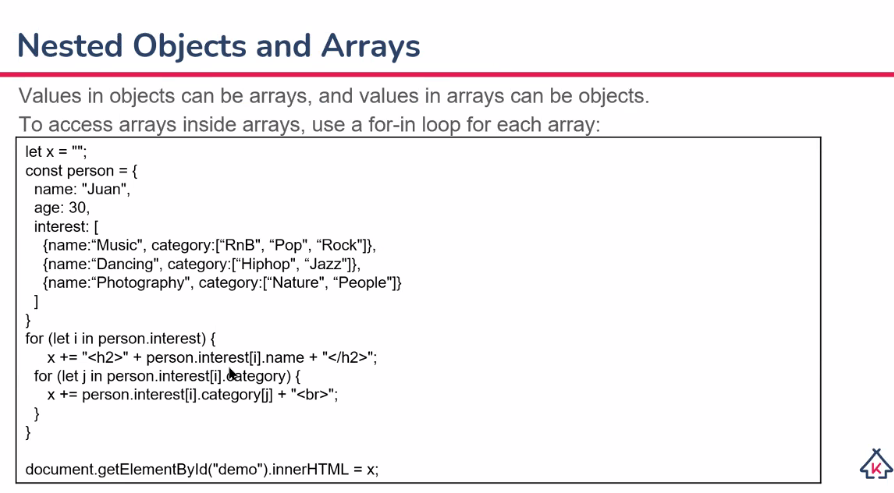 Nested Objects and Arrays
Values in objects can be arrays, and values in arrays can be objects.
To access arrays inside arrays, use a for-in loop for each array:
let x = "";
const person = {
name: "Juan",
age: 30,
interest: [
{name:“Music", category:[“RnB", “Pop", “Rock"]},
{name:“Dancing", category:[“Hiphop", “Jazz"]},
{name:“Photography", category:[“Nature", “People"]}
]
}
for (let i in person.interest) {
x += "<h2>" + person.interest[i].name + "</h2>";
for (let j in person.interest[i].category) {
x += person.interest[i].category[j] + "<br>";
}
}
document.getElementById("demo").innerHTML = x;
K